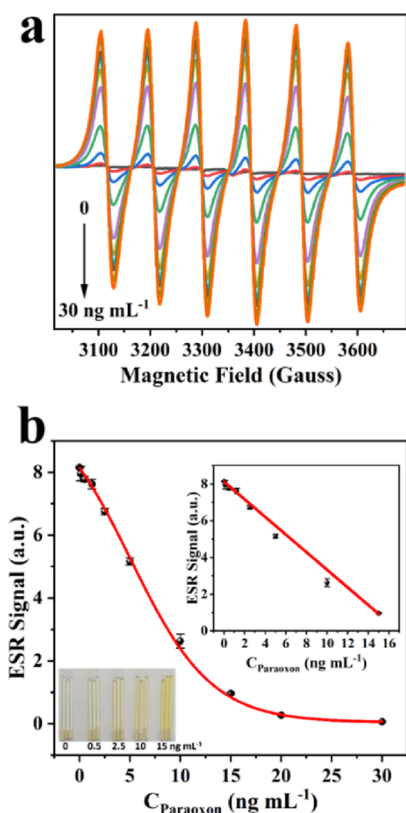 a
0
30 ng mL⁻¹
3100 3200 3300 3400 3500 3600
Magnetic Field (Gauss)
b
ESR Signal (a.u.)
8
6
4
2
0
0 5 10 15 20 25 30
C_Paraoxon (ng mL⁻¹)
ESR Signal (a.u.)
8
6
4
2
0
0 2 4 6 8 10 12 14 16
C_Paraoxon (ng mL⁻¹)
0 0.5 2.5 10 15 ng mL⁻¹